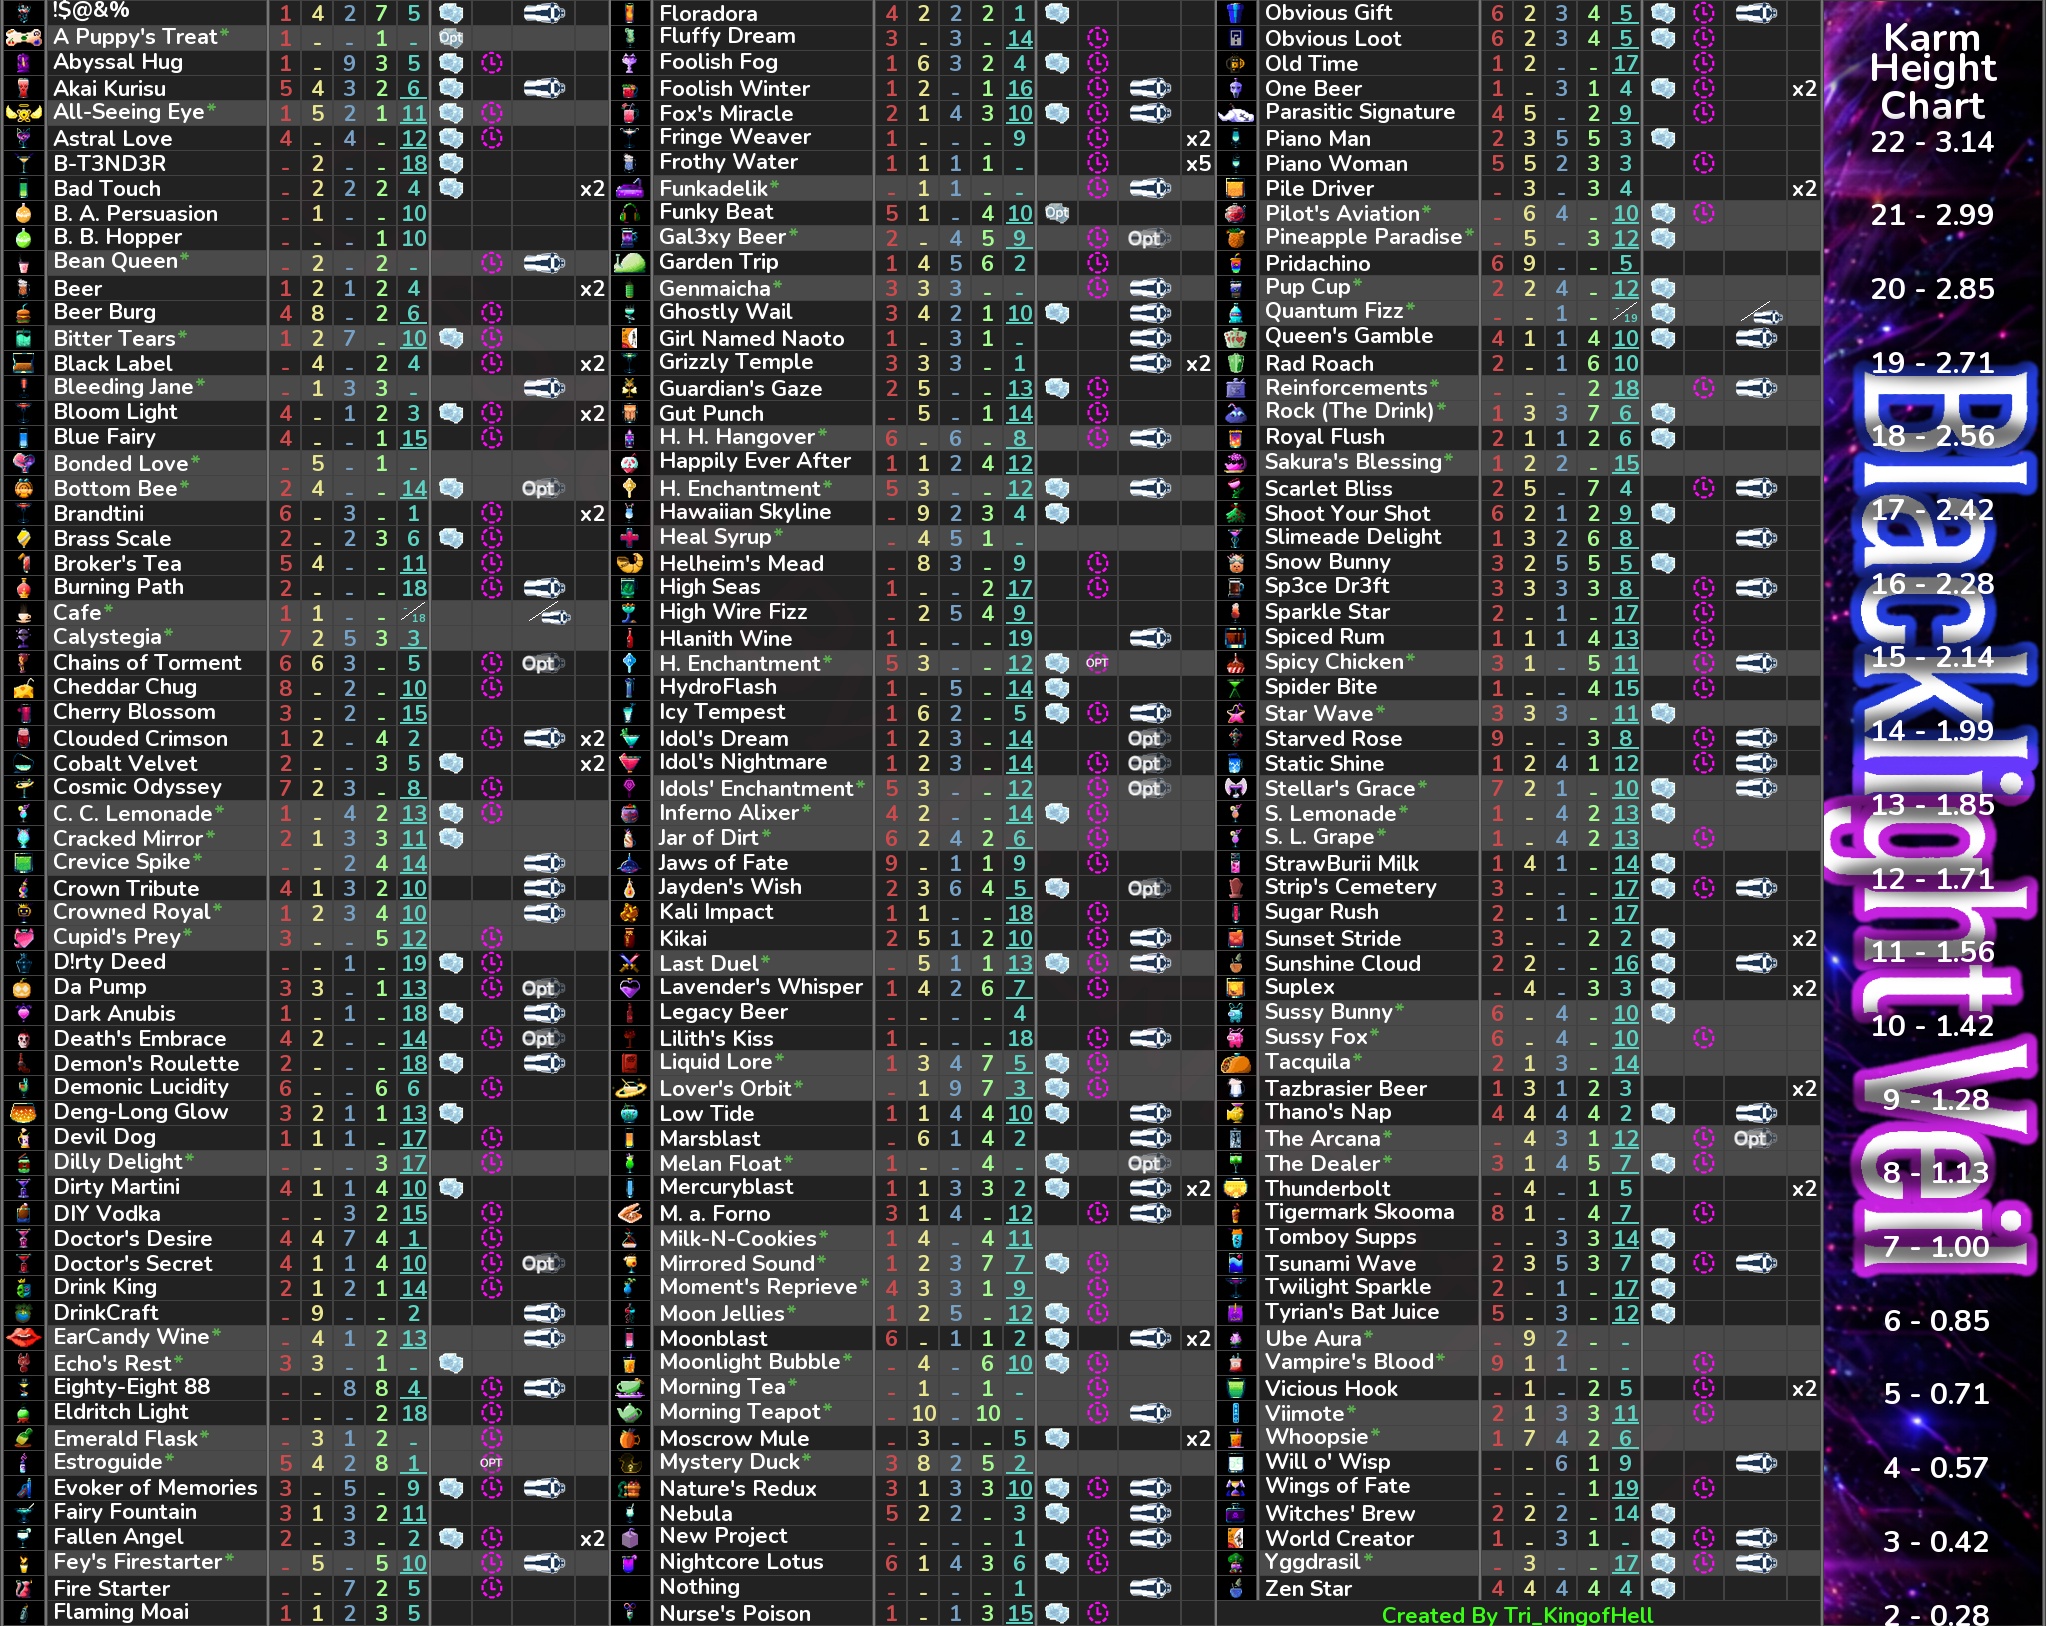 !$@&% 1 4 2 7 5
A Puppy's Treat* 1 - - 1 - Opt
Abyssal Hug 1 - 9 3 5
Akai Kurisu 5 4 3 2 6
All-Seeing Eye* 1 5 2 1 11
Astral Love 4 - 4 - 12
B-T3ND3R - 2 - - 18
Bad Touch - 2 2 2 4 x2
B. A. Persuasion - 1 - - 10
B. B. Hopper - - - 1 10
Bean Queen* - 2 - 2 -
Beer 1 2 1 2 4 x2
Beer Burg 4 8 - 2 6
Bitter Tears* 1 2 7 - 10
Black Label - 4 - 2 4 x2
Bleeding Jane* - 1 3 3 -
Bloom Light 4 - 1 2 3 x2
Blue Fairy 4 - - 1 15
Bonded Love* - 5 - 1 -
Bottom Bee* 2 4 - - 14 Opt
Brandtini 6 - 3 - 1 x2
Brass Scale 2 - 2 3 6
Broker's Tea 5 4 - - 11
Burning Path 2 - - - 18
Cafe* 1 1 - - -/18
Calystegia* 7 2 5 3 3
Chains of Torment 6 6 3 - 5 Opt
Cheddar Chug 8 - 2 - 10
Cherry Blossom 3 - 2 - 15
Clouded Crimson 1 2 - 4 2 x2
Cobalt Velvet 2 - - 3 5 x2
Cosmic Odyssey 7 2 3 - 8
C. C. Lemonade* 1 - 4 2 13
Cracked Mirror* 2 1 3 3 11
Crevice Spike* - - 2 4 14
Crown Tribute 4 1 3 2 10
Crowned Royal* 1 2 3 4 10
Cupid's Prey* 3 - - 5 12
D!rty Deed - - 1 - 19
Da Pump 3 3 - 1 13 Opt
Dark Anubis 1 - 1 - 18
Death's Embrace 4 2 - - 14 Opt
Demon's Roulette 2 - - - 18
Demonic Lucidity 6 - - 6 6
Deng-Long Glow 3 2 1 1 13
Devil Dog 1 1 1 - 17
Dilly Delight* - - - 3 17
Dirty Martini 4 1 1 4 10
DIY Vodka - - 3 2 15
Doctor's Desire 4 4 7 4 1
Doctor's Secret 4 1 1 4 10 Opt
Drink King 2 1 2 1 14
DrinkCraft - 9 - - 2
EarCandy Wine* - 4 1 2 13
Echo's Rest* 3 3 - 1 -
Eighty-Eight 88 - - 8 8 4
Eldritch Light - - - 2 18
Emerald Flask* - 3 1 2 -
Estroguide* 5 4 2 8 1 OPT
Evoker of Memories 3 - 5 - 9
Fairy Fountain 3 1 3 2 11
Fallen Angel 2 - 3 - 2 x2
Fey's Firestarter* - 5 - 5 10
Fire Starter - - 7 2 5
Flaming Moai 1 1 2 3 5
Floradora 4 2 2 2 1
Fluffy Dream 3 - 3 - 14
Foolish Fog 1 6 3 2 4
Foolish Winter 1 2 - 1 16
Fox's Miracle 2 1 4 3 10
Fringe Weaver 1 - - - 9 x2
Frothy Water 1 1 1 1 - x5
Funkadelik* - 1 1 - -
Funky Beat 5 1 - 4 10 Opt
Gal3xy Beer* 2 - 4 5 9 Opt
Garden Trip 1 4 5 6 2
Genmaicha* 3 3 3 - -
Ghostly Wail 3 4 2 1 10
Girl Named Naoto 1 - 3 1 -
Grizzly Temple 3 3 3 - 1 x2
Guardian's Gaze 2 5 - - 13
Gut Punch - 5 - 1 14
H. H. Hangover* 6 - 6 - 8
Happily Ever After 1 1 2 4 12
H. Enchantment* 5 3 - - 12
Hawaiian Skyline - 9 2 3 4
Heal Syrup* - 4 5 1 -
Helheim's Mead - 8 3 - 9
High Seas 1 - - 2 17
High Wire Fizz - 2 5 4 9
Hlanith Wine 1 - - - 19
H. Enchantment* 5 3 - - 12 OPT
HydroFlash 1 - 5 - 14
Icy Tempest 1 6 2 - 5
Idol's Dream 1 2 3 - 14 Opt
Idol's Nightmare 1 2 3 - 14 Opt
Idols' Enchantment* 5 3 - - 12 Opt
Inferno Alixer* 4 2 - - 14
Jar of Dirt* 6 2 4 2 6
Jaws of Fate 9 - 1 1 9
Jayden's Wish 2 3 6 4 5 Opt
Kali Impact 1 1 - - 18
Kikai 2 5 1 2 10
Last Duel* - 5 1 1 13
Lavender's Whisper 1 4 2 6 7
Legacy Beer - - - - 4
Lilith's Kiss 1 - - - 18
Liquid Lore* 1 3 4 7 5
Lover's Orbit* - 1 9 7 3
Low Tide 1 1 4 4 10
Marsblast - 6 1 4 2
Melan Float* 1 - - 4 - Opt
Mercuryblast 1 1 3 3 2 x2
M. a. Forno 3 1 4 - 12
Milk-N-Cookies* 1 4 - 4 11
Mirrored Sound* 1 2 3 7 7
Moment's Reprieve* 4 3 3 1 9
Moon Jellies* 1 2 5 - 12
Moonblast 6 - 1 1 2 x2
Moonlight Bubble* - 4 - 6 10
Morning Tea* - 1 - 1 -
Morning Teapot* - 10 - 10 -
Moscrow Mule - 3 - - 5 x2
Mystery Duck* 3 8 2 5 2
Nature's Redux 3 1 3 3 10
Nebula 5 2 2 - 3
New Project - - - - 1
Nightcore Lotus 6 1 4 3 6
Nothing - - - - 1
Nurse's Poison 1 - 1 3 15
Obvious Gift 6 2 3 4 5
Obvious Loot 6 2 3 4 5
Old Time 1 2 - - 17
One Beer 1 - 3 1 4 x2
Parasitic Signature 4 5 - 2 9
Piano Man 2 3 5 5 3
Piano Woman 5 5 2 3 3
Pile Driver - 3 - 3 4 x2
Pilot's Aviation* - 6 4 - 10
Pineapple Paradise* - 5 - 3 12
Pridachino 6 9 - - 5
Pup Cup* 2 2 4 - 12
Quantum Fizz* - - 1 - -/19
Queen's Gamble 4 1 1 4 10
Rad Roach 2 - 1 6 10
Reinforcements* - - - 2 18
Rock (The Drink)* 1 3 3 7 6
Royal Flush 2 1 1 2 6
Sakura's Blessing* 1 2 2 - 15
Scarlet Bliss 2 5 - 7 4
Shoot Your Shot 6 2 1 2 9
Slimeade Delight 1 3 2 6 8
Snow Bunny 3 2 5 5 5
Sp3ce Dr3ft 3 3 3 3 8
Sparkle Star 2 - 1 - 17
Spiced Rum 1 1 1 4 13
Spicy Chicken* 3 1 - 5 11
Spider Bite 1 - - 4 15
Star Wave* 3 3 3 - 11
Starved Rose 9 - - 3 8
Static Shine 1 2 4 1 12
Stellar's Grace* 7 2 1 - 10
S. Lemonade* 1 - 4 2 13
S. L. Grape* 1 - 4 2 13
StrawBurii Milk 1 4 1 - 14
Strip's Cemetery 3 - - - 17
Sugar Rush 2 - 1 - 17
Sunset Stride 3 - - 2 2 x2
Sunshine Cloud 2 2 - - 16
Suplex - 4 - 3 3 x2
Sussy Bunny* 6 - 4 - 10
Sussy Fox* 6 - 4 - 10
Tacquila* 2 1 3 - 14
Tazbrasier Beer 1 3 1 2 3 x2
Thano's Nap 4 4 4 4 2
The Arcana* - 4 3 1 12 Opt
The Dealer* 3 1 4 5 7
Thunderbolt - 4 - 1 5 x2
Tigermark Skooma 8 1 - 4 7
Tomboy Supps - - 3 3 14
Tsunami Wave 2 3 5 3 7
Twilight Sparkle 2 - 1 - 17
Tyrian's Bat Juice 5 - 3 - 12
Ube Aura* - 9 2 - -
Vampire's Blood* 9 1 1 - -
Vicious Hook - 1 - 2 5 x2
Viimote* 2 1 3 3 11
Whoopsie* 1 7 4 2 6
Will o' Wisp - - 6 1 9
Wings of Fate - - - 1 19
Witches' Brew 2 2 2 - 14
World Creator 1 - 3 1 -
Yggdrasil* - 3 - - 17
Zen Star 4 4 4 4 4
Created By Tri_KingofHell
Karm
Height
Chart
22 - 3.14
21 - 2.99
20 - 2.85
19 - 2.71
18 - 2.56
17 - 2.42
16 - 2.28
15 - 2.14
14 - 1.99
13 - 1.85
12 - 1.71
11 - 1.56
10 - 1.42
9 - 1.28
8 - 1.13
7 - 1.00
6 - 0.85
5 - 0.71
4 - 0.57
3 - 0.42
2 - 0.28
Blacklight Vei